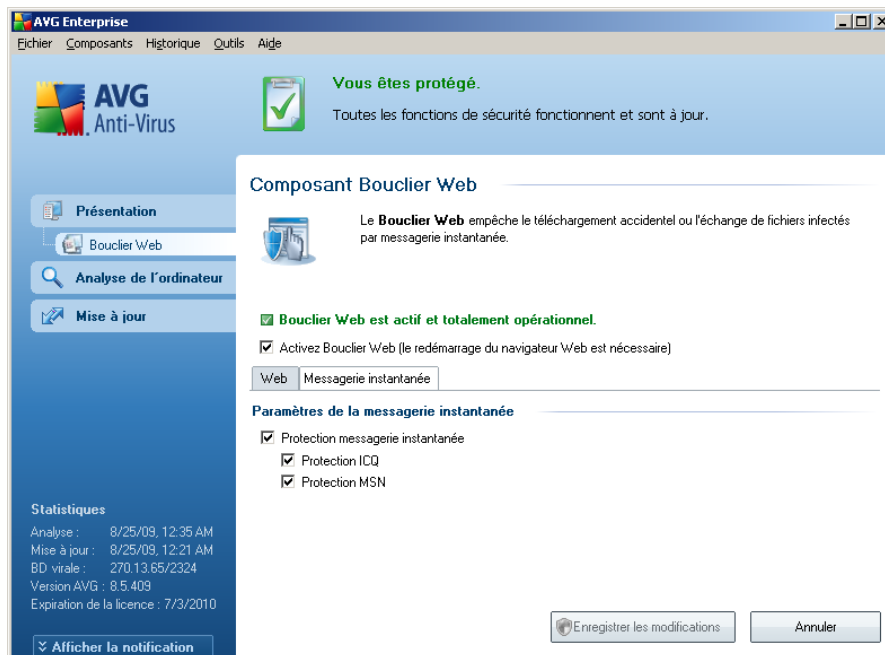 AVG Enterprise
Fichier Composants Historique Outils Aide
AVG
Anti-Virus
Vous êtes protégé.
Toutes les fonctions de sécurité fonctionnent et sont à jour.
Présentation
Bouclier Web
Analyse de l'ordinateur
Mise à jour
Composant Bouclier Web
Le Bouclier Web empêche le téléchargement accidentel ou l'échange de fichiers infectés
par messagerie instantanée.
Bouclier Web est actif et totalement opérationnel.
Activez Bouclier Web (le redémarrage du navigateur Web est nécessaire)
Web Messagerie instantanée
Paramètres de la messagerie instantanée
Protection messagerie instantanée
Protection ICQ
Protection MSN
Statistiques
Analyse : 8/25/09, 12:35 AM
Mise à jour : 8/25/09, 12:21 AM
BD virale : 270.13.65/2324
Version AVG : 8.5.409
Expiration de la licence : 7/3/2010
Afficher la notification
Enregistrer les modifications
Annuler